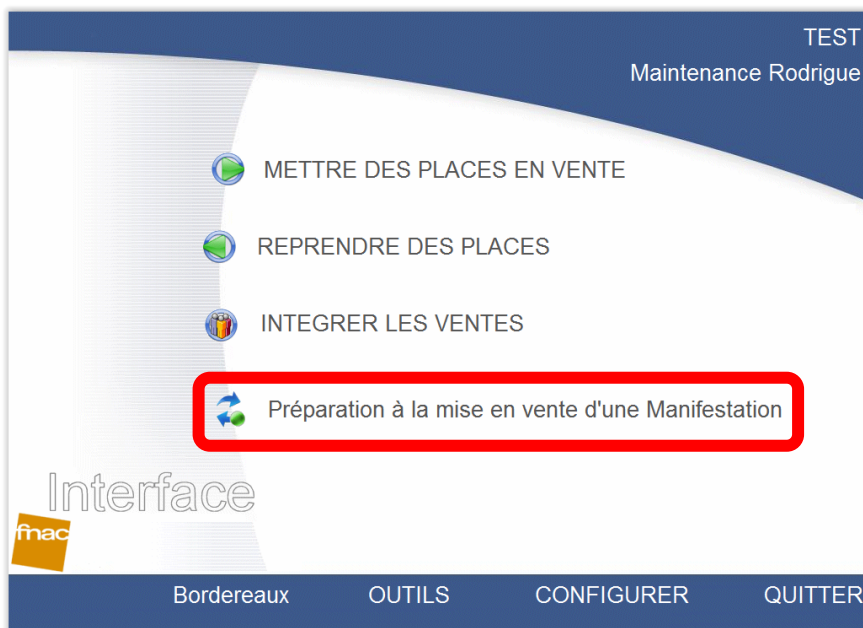 TEST
Maintenance Rodrigue
METTRE DES PLACES EN VENTE
REPRENDRE DES PLACES
INTEGRER LES VENTES
Préparation à la mise en vente d'une Manifestation
Interface
fnac
Bordereaux OUTILS CONFIGURER QUITTER